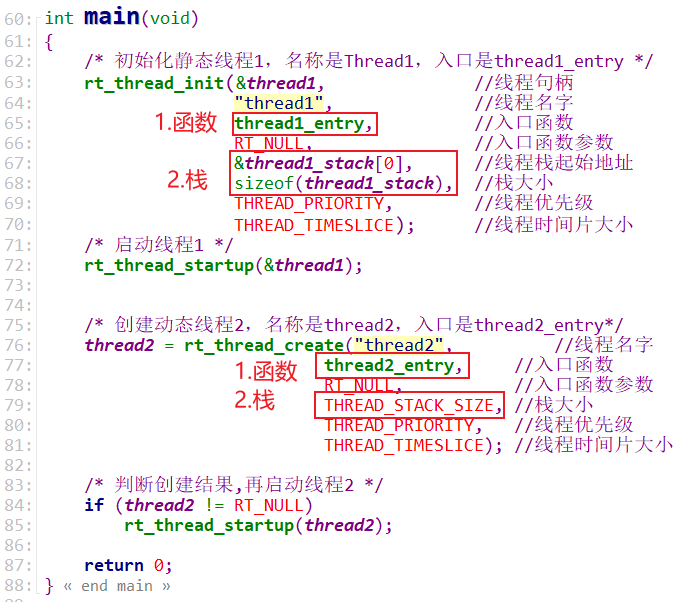 60: int main(void)
61: {
62: /* 初始化静态线程1，名称是Thread1，入口是thread1_entry */
63: rt_thread_init(&thread1, //线程句柄
64: "thread1", //线程名字
65: 1.函数 thread1_entry, //入口函数
66: RT_NULL, //入口函数参数
67: &thread1_stack[0], //线程栈起始地址
68: 2.栈 sizeof(thread1_stack), //栈大小
69: THREAD_PRIORITY, //线程优先级
70: THREAD_TIMESLICE); //线程时间片大小
71: /* 启动线程1 */
72: rt_thread_startup(&thread1);
73:
74:
75: /* 创建动态线程2，名称是thread2，入口是thread2_entry*/
76: thread2 = rt_thread_create("thread2", //线程名字
77: 1.函数 thread2_entry, //入口函数
78: RT_NULL, //入口函数参数
79: 2.栈 THREAD_STACK_SIZE, //栈大小
80: THREAD_PRIORITY, //线程优先级
81: THREAD_TIMESLICE); //线程时间片大小
82:
83: /* 判断创建结果,再启动线程2 */
84: if (thread2 != RT_NULL)
85: rt_thread_startup(thread2);
86:
87: return 0;
88: } « end main »